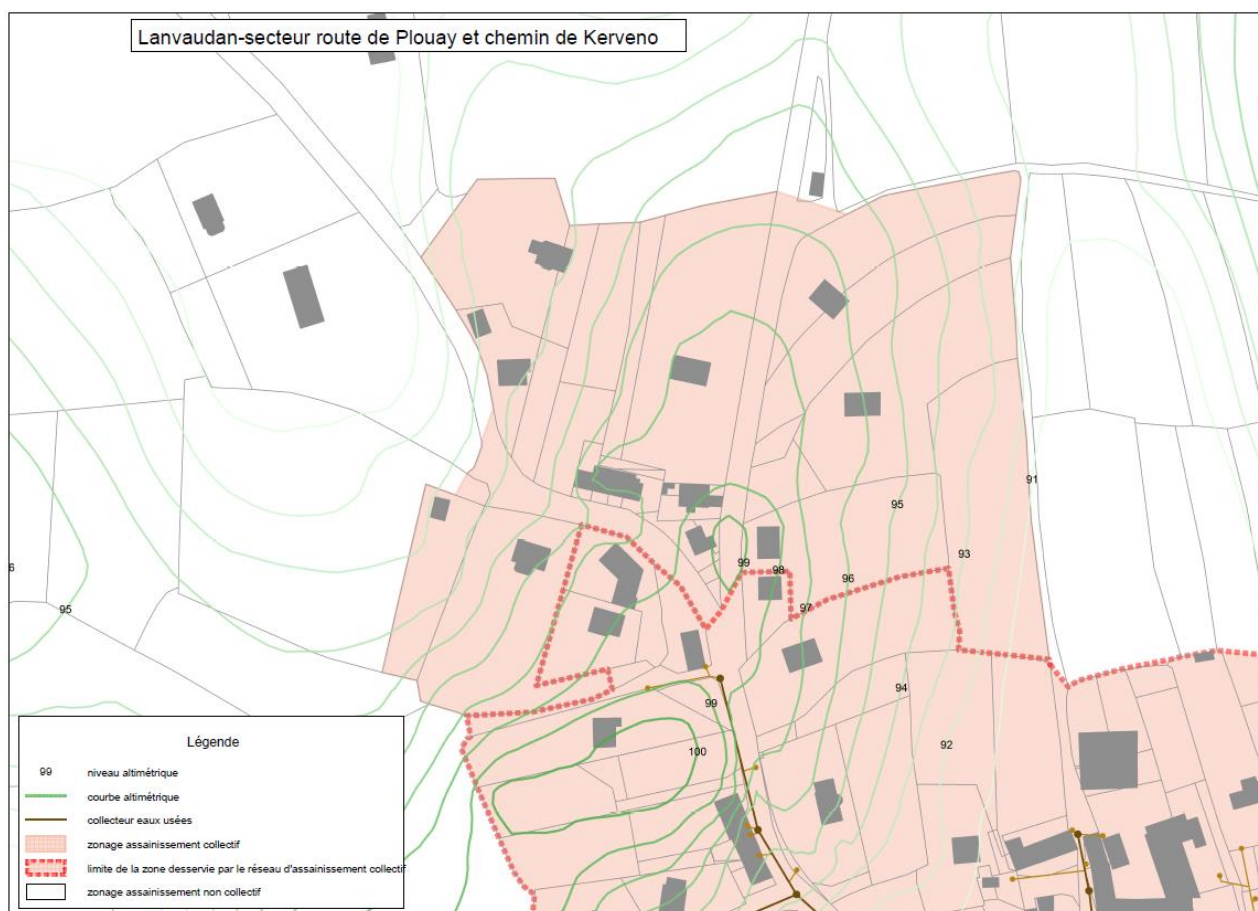 Lanvaudan-secteur route de Plouay et chemin de Kerveno
91
95
93
99
98
96
6
97
95
94
99
92
100
Légende
99 niveau altimétrique
courbe altimétrique
collecteur eaux usées
zonage assainissement collectif
limite de la zone desservie par le réseau d'assainissement collectif
zonage assainissement non collectif